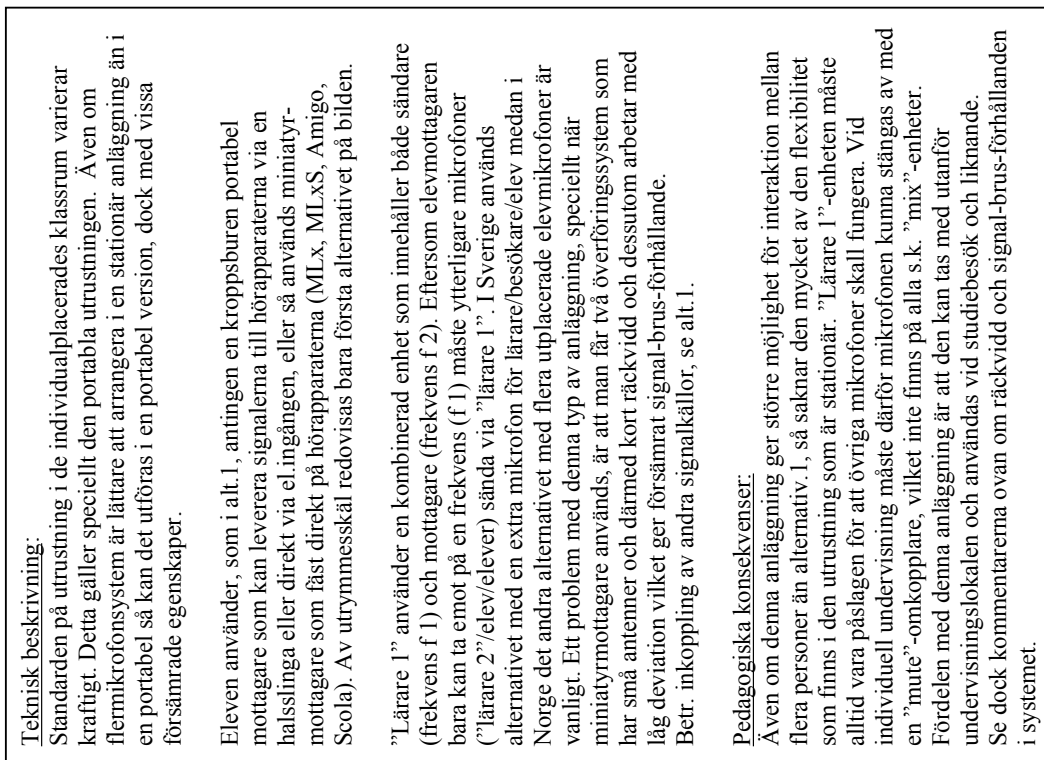 Teknisk beskrivning:
Standarden på utrustning i de individualplacerades klassrum varierar
kraftigt. Detta gäller speciellt den portabla utrustningen.  Även om
flermikrofonsystem är lättare att arrangera i en stationär anläggning än i
en portabel så kan det utföras i en portabel version, dock med vissa
försämrade egenskaper.
Eleven använder, som i alt.1, antingen en kroppsburen portabel
mottagare som kan leverera signalerna till hörapparaterna via en
halsslinga eller direkt via el.ingången, eller så används miniatyr-
mottagare som fäst direkt på hörapparaterna (MLx, MLxS, Amigo,
Scola). Av utrymmesskäl redovisas bara första alternativet på bilden.
”Lärare 1” använder en kombinerad enhet som innehåller både sändare
(frekvens f 1) och mottagare (frekvens f 2). Eftersom elevmottagaren
bara kan ta emot på en frekvens (f 1) måste ytterligare mikrofoner
(”lärare 2”/elev/elever) sända via ”lärare 1”. I Sverige används
alternativet med en extra mikrofon för lärare/besökare/elev medan i
Norge det andra alternativet med flera uplacerade elevmikrofoner är
vanligt. Ett problem med denna typ av anläggning, speciellt när
miniatyrmottagare används, är att man får två överföringssystem som
har små antenner och därmed kort räckvidd och dessutom arbetar med
låg deviation vilket ger försämrat signal-brus-förhållande.
Betr. inkoppling av andra signalkällor, se alt.1.
Pedagogiska konsekvenser:
Även om denna anläggning ger större möjlighet för interaktion mellan
flera personer än alternativ.1, så saknar den mycket av den flexibilitet
som finns i den utrustning som är stationär. ”Lärare 1”-enheten måste
alltid vara påslagen för att övriga mikrofoner skall fungera. Vid
individuell undervisning måste därför mikrofonen kunna stängas av med
en ”mute”-omkopplare, vilket inte finns på alla s.k. ”mix”-enheter.
Fördelen med denna anläggning är att den kan tas med utanför
undervisningslokalen och användas vid studiebesök och liknande.
Se dock kommentarerna ovan om räckvidd och signal-brus-förhållanden
i systemet.